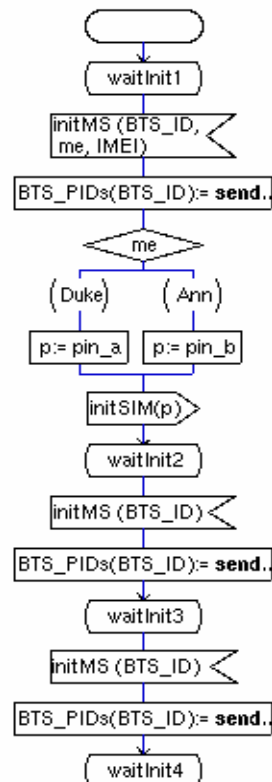 waitInit1
initMS (BTS_ID,
me, IMEI)
BTS_PIDs(BTS_ID):= send..
me
(Duke)
(Ann)
p:= pin_a
p:= pin_b
initSIM(p)
waitInit2
initMS (BTS_ID)
BTS_PIDs(BTS_ID):= send..
waitInit3
initMS (BTS_ID)
BTS_PIDs(BTS_ID):= send..
waitInit4